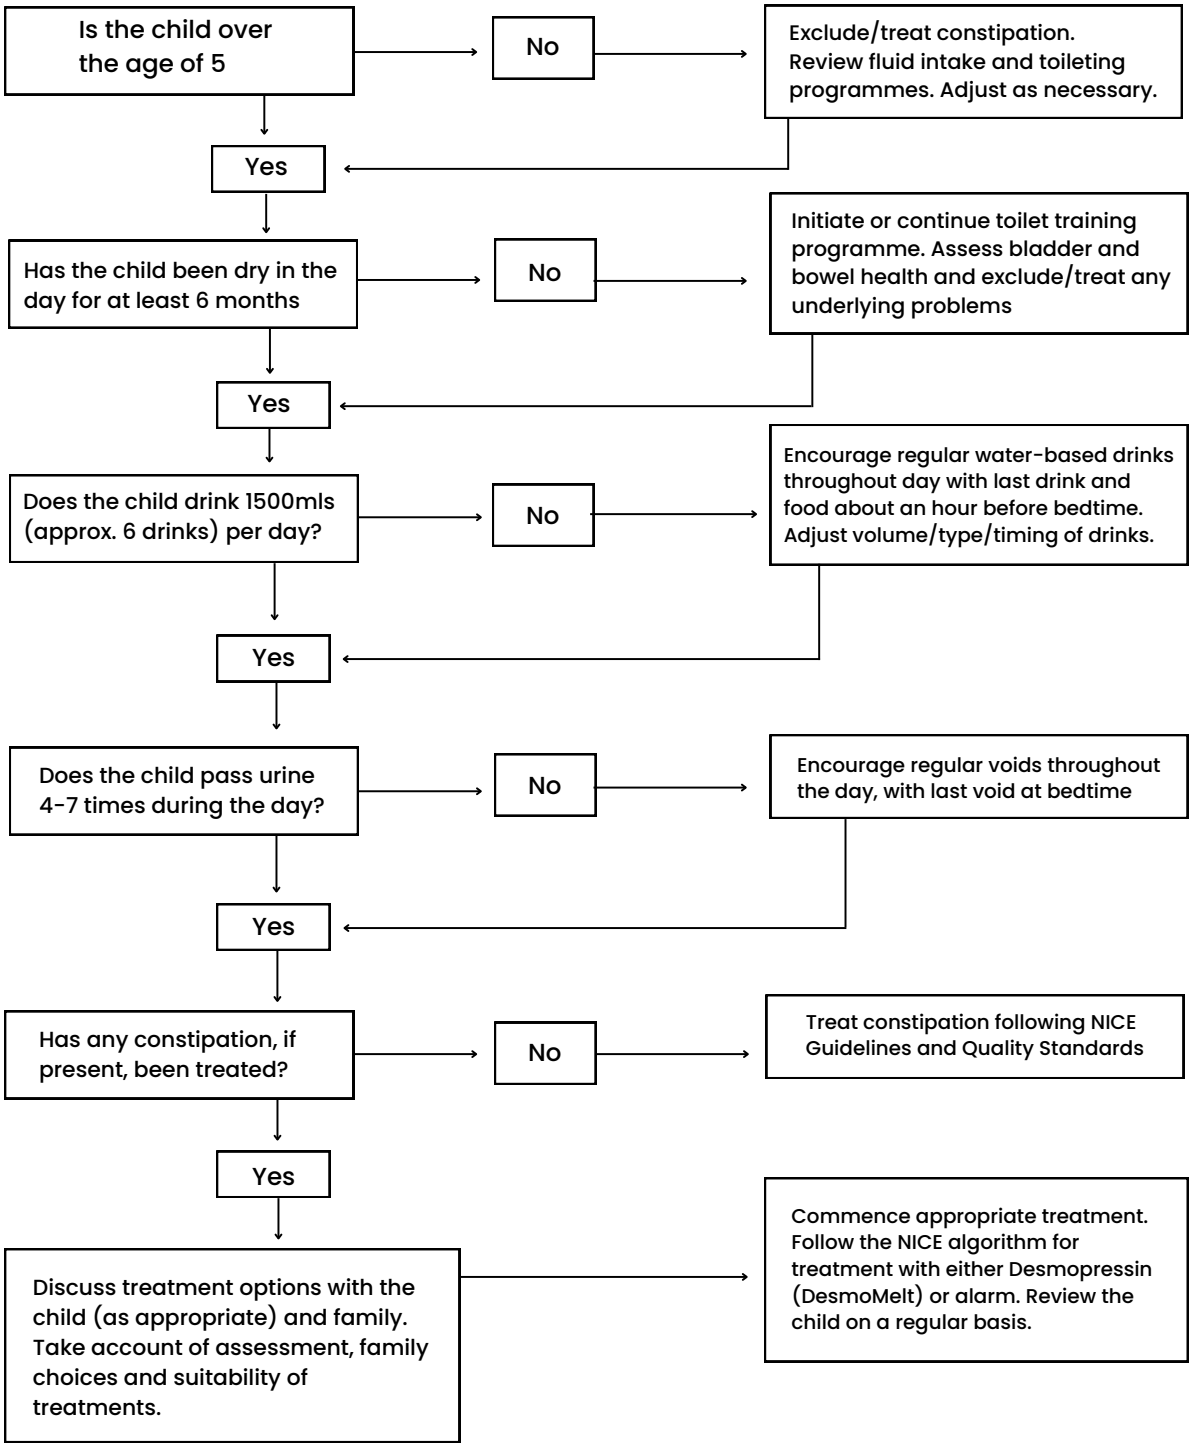 Is the child over
the age of 5
No
Exclude/treat constipation.
Review fluid intake and toileting
programmes. Adjust as necessary.
Yes
Has the child been dry in the
day for at least 6 months
No
Initiate or continue toilet training
programme. Assess bladder and
bowel health and exclude/treat any
underlying problems
Yes
Does the child drink 1500mls
(approx. 6 drinks) per day?
No
Encourage regular water-based drinks
throughout day with last drink and
food about an hour before bedtime.
Adjust volume/type/timing of drinks.
Yes
Does the child pass urine
4-7 times during the day?
No
Encourage regular voids throughout
the day, with last void at bedtime
Yes
Has any constipation, if
present, been treated?
No
Treat constipation following NICE
Guidelines and Quality Standards
Yes
Discuss treatment options with the
child (as appropriate) and family.
Take account of assessment, family
choices and suitability of
treatments.
Commence appropriate treatment.
Follow the NICE algorithm for
treatment with either Desmopressin
(DesmoMelt) or alarm. Review the
child on a regular basis.